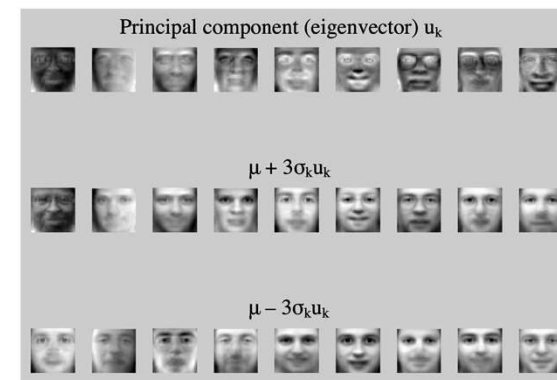 Principal component (eigenvector) uₖ
μ + 3σₖuₖ
μ – 3σₖuₖ